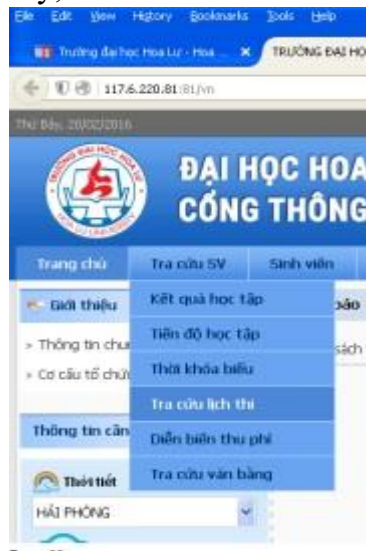 File Edit View History Bookmarks Tools Help
Trường đại học Hoa Lư - Hoa ... × TRƯỜNG ĐẠI HO
117.6.220.81:81/vn
Thứ Bảy, 20/02/2016
ĐẠI HỌC HOA
CỔNG THÔNG
Trang chủ Tra cứu SV Sinh viên
Giới thiệu Kết quả học tập báo
Tiến độ học tập
» Thông tin chu sách
Thời khóa biểu
» Cơ cấu tổ chứ
Tra cứu lịch thi
Thông tin cần Diễn biến thu phí
Thời tiết Tra cứu văn bằng
HẢI PHÒNG